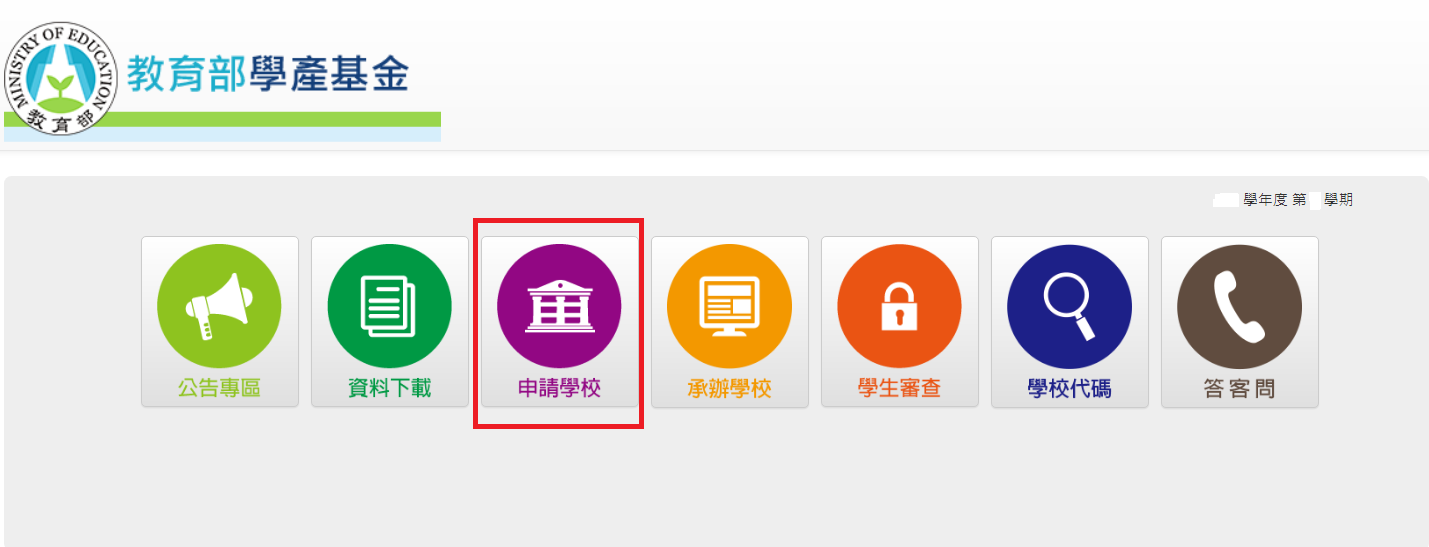 MINISTRY OF EDUCATION
教育部
教育部學產基金
學年度 第 學期
公告專區
資料下載
申請學校
承辦學校
學生審查
學校代碼
答客問